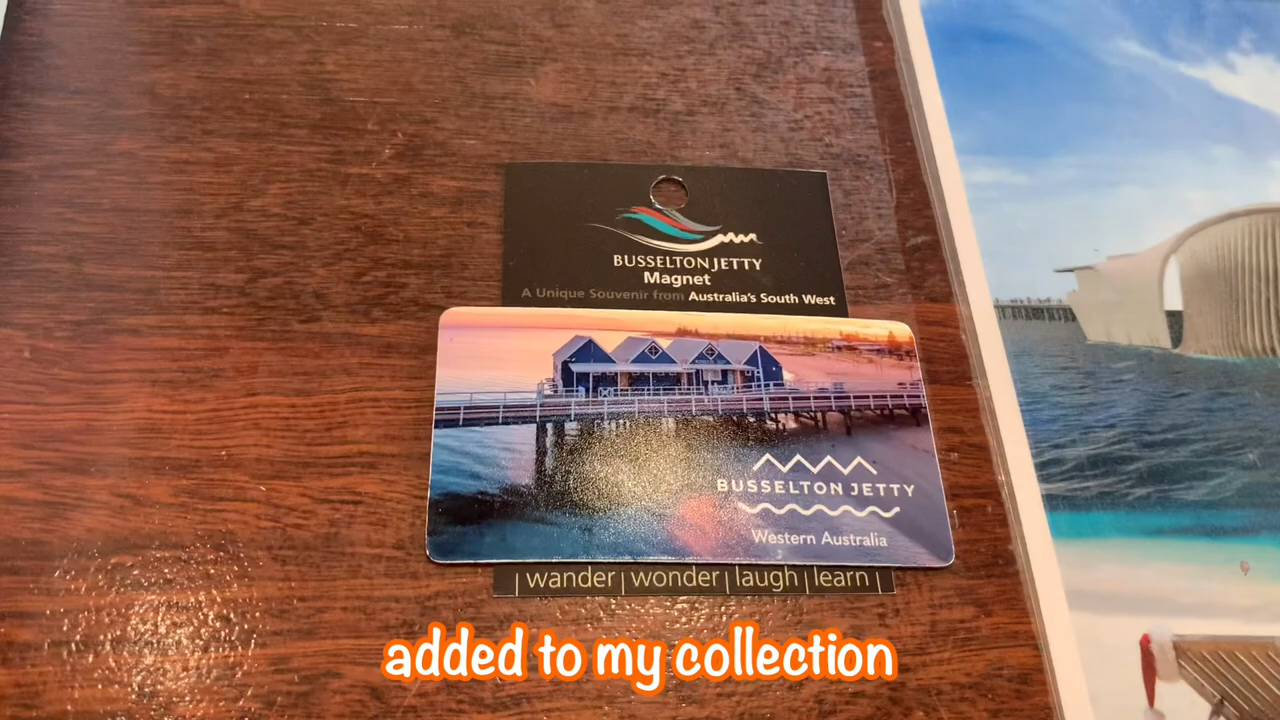 BUSSELTON JETTY
Magnet
A Unique Souvenir from Australia's South West
BUSSELTON JETTY
Western Australia
| wander | wonder | laugh | learn |
added to my collection